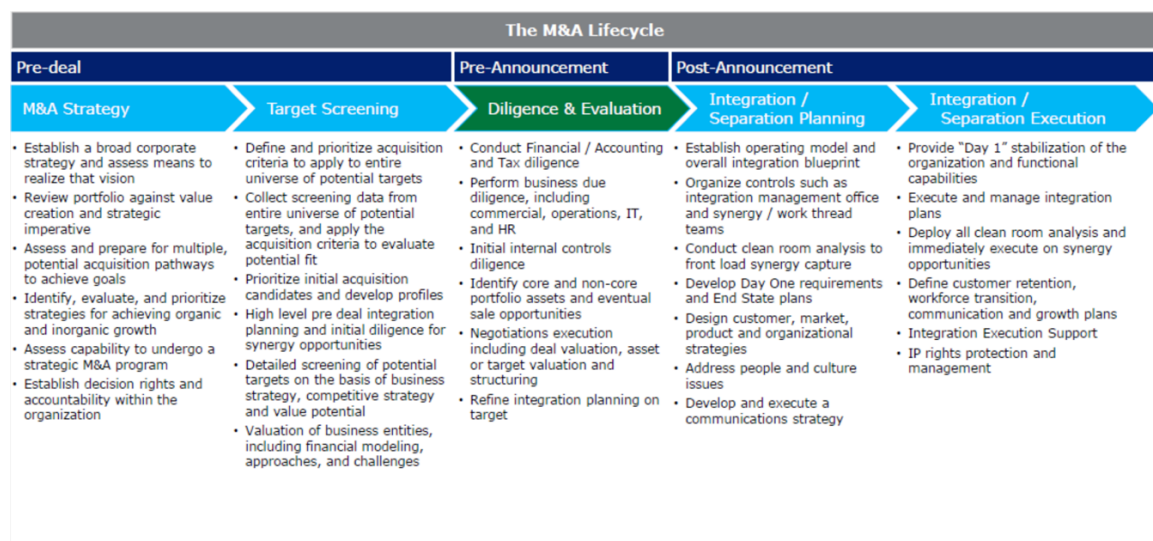 The M&A Lifecycle
Pre-deal
Pre-Announcement
Post-Announcement
M&A Strategy
Target Screening
Diligence & Evaluation
Integration /
Separation Planning
Integration /
Separation Execution
• Establish a broad corporate
strategy and assess means to
realize that vision
• Review portfolio against value
creation and strategic
imperative
• Assess and prepare for multiple,
potential acquisition pathways
to achieve goals
• Identify, evaluate, and prioritize
strategies for achieving organic
and inorganic growth
• Assess capability to undergo a
strategic M&A program
• Establish decision rights and
accountability within the
organization
• Define and prioritize acquisition
criteria to apply to entire
universe of potential targets
• Collect screening data from
entire universe of potential
targets, and apply the
acquisition criteria to evaluate
potential fit
• Prioritize initial acquisition
candidates and develop profiles
• High level pre deal integration
planning and initial diligence for
synergy opportunities
• Detailed screening of potential
targets on the basis of business
strategy, competitive strategy
and value potential
• Valuation of business entities,
including financial modeling,
approaches, and challenges
• Conduct Financial / Accounting
and Tax diligence
• Perform business due
diligence, including
commercial, operations, IT,
and HR
• Initial internal controls
diligence
• Identify core and non-core
portfolio assets and eventual
sale opportunities
• Negotiations execution
including deal valuation, asset
or target valuation and
structuring
• Refine integration planning on
target
• Establish operating model and
overall integration blueprint
• Organize controls such as
integration management office
and synergy / work thread
teams
• Conduct clean room analysis to
front load synergy capture
• Develop Day One requirements
and End State plans
• Design customer, market,
product and organizational
strategies
• Address people and culture
issues
• Develop and execute a
communications strategy
• Provide “Day 1” stabilization of the
organization and functional
capabilities
• Execute and manage integration
plans
• Deploy all clean room analysis and
immediately execute on synergy
opportunities
• Define customer retention,
workforce transition,
communication and growth plans
• Integration Execution Support
• IP rights protection and
management